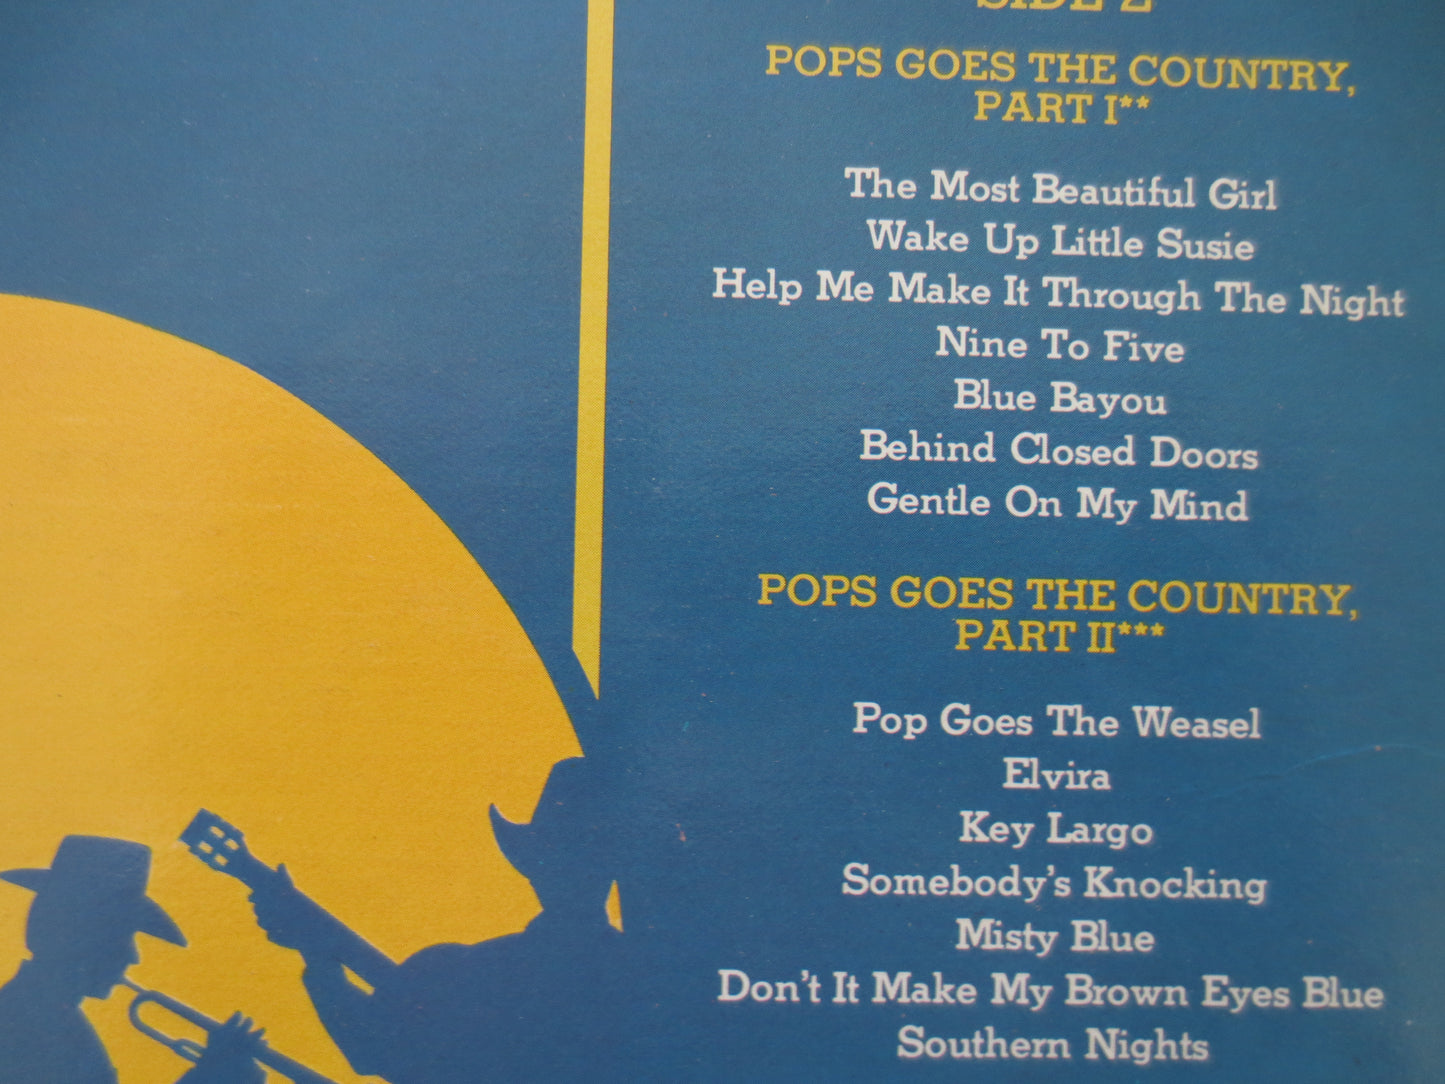 SIDE 2
POPS GOES THE COUNTRY,
PART I**
The Most Beautiful Girl
Wake Up Little Susie
Help Me Make It Through The Night
Nine To Five
Blue Bayou
Behind Closed Doors
Gentle On My Mind
POPS GOES THE COUNTRY,
PART II***
Pop Goes The Weasel
Elvira
Key Largo
Somebody's Knocking
Misty Blue
Don't It Make My Brown Eyes Blue
Southern Nights